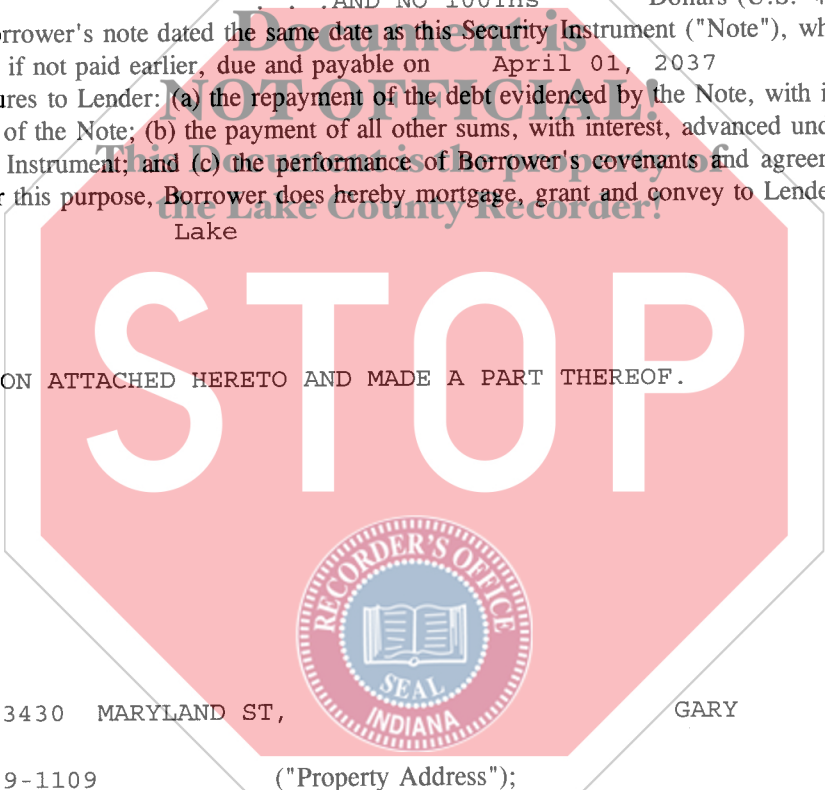 . . .AND NO 100THS Dollars (U.S.
orrower's note dated the same date as this Security Instrument ("Note"), wh
Document is
if not paid earlier, due and payable on April 01, 2037
NOT OFFICIAL!
ures to Lender: (a) the repayment of the debt evidenced by the Note, with i
of the Note; (b) the payment of all other sums, with interest, advanced und
This Document is the property of
Instrument; and (c) the performance of Borrower's covenants and agreem
r this purpose, Borrower does hereby mortgage, grant and convey to Lende
the Lake County Recorder!
Lake
STOP
ON ATTACHED HERETO AND MADE A PART THEREOF.
RECORDER'S OFFICE
SEAL
INDIANA
3430 MARYLAND ST, GARY
9-1109 ("Property Address");